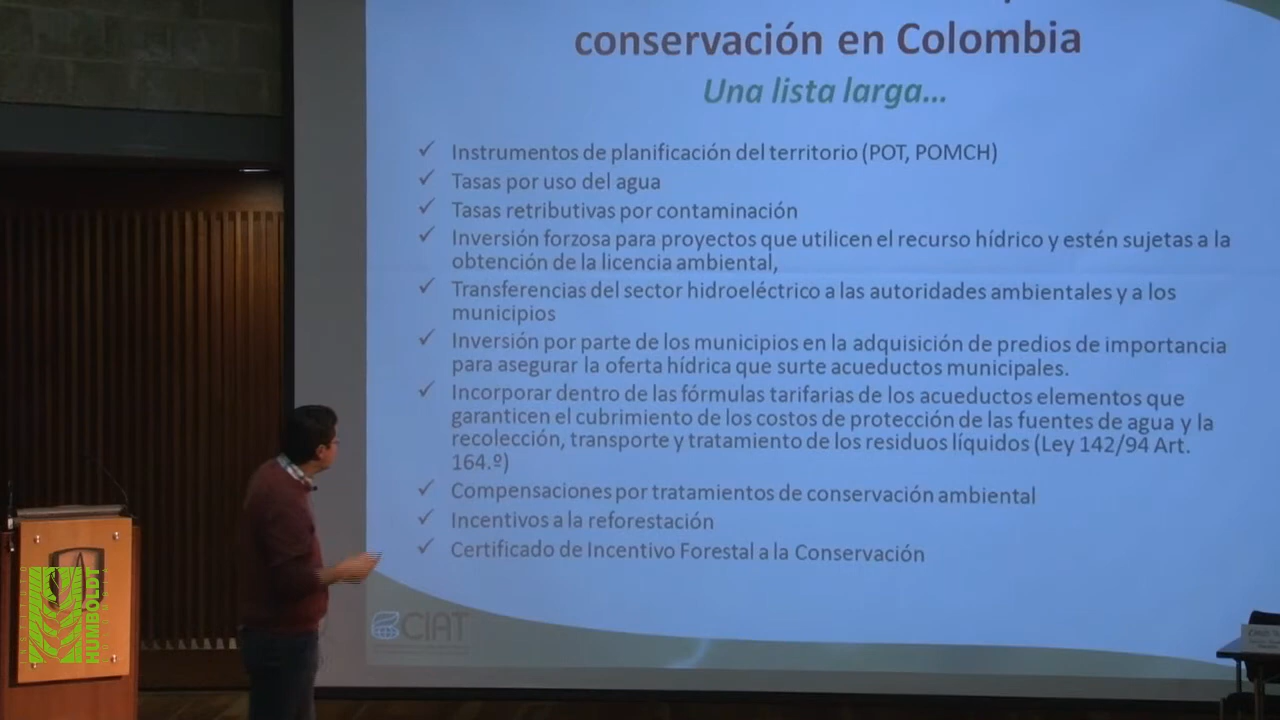 conservación en Colombia
Una lista larga...
✓ Instrumentos de planificación del territorio (POT, POMCH)
✓ Tasas por uso del agua
✓ Tasas retributivas por contaminación
✓ Inversión forzosa para proyectos que utilicen el recurso hídrico y estén sujetas a la
obtención de la licencia ambiental,
✓ Transferencias del sector hidroeléctrico a las autoridades ambientales y a los
municipios
✓ Inversión por parte de los municipios en la adquisición de predios de importancia
para asegurar la oferta hídrica que surte acueductos municipales.
✓ Incorporar dentro de las fórmulas tarifarias de los acueductos elementos que
garanticen el cubrimiento de los costos de protección de las fuentes de agua y la
recolección, transporte y tratamiento de los residuos líquidos (Ley 142/94 Art.
164.º)
✓ Compensaciones por tratamientos de conservación ambiental
✓ Incentivos a la reforestación
✓ Certificado de Incentivo Forestal a la Conservación
CIAT
INSTITUTO
HUMBOLDT
COLOMBIA